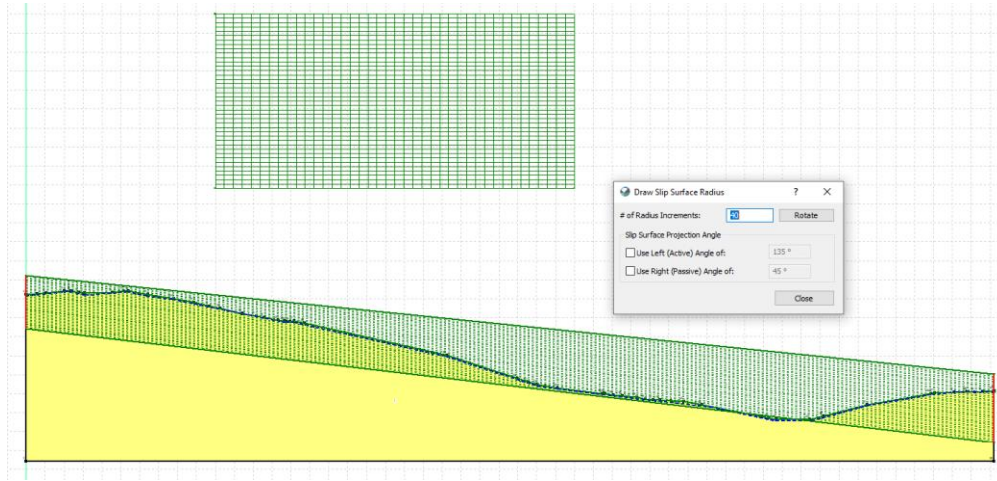 Draw Slip Surface Radius
# of Radius Increments: 40 Rotate
Slip Surface Projection Angle
Use Left (Active) Angle of: 135 °
Use Right (Passive) Angle of: 45 °
Close